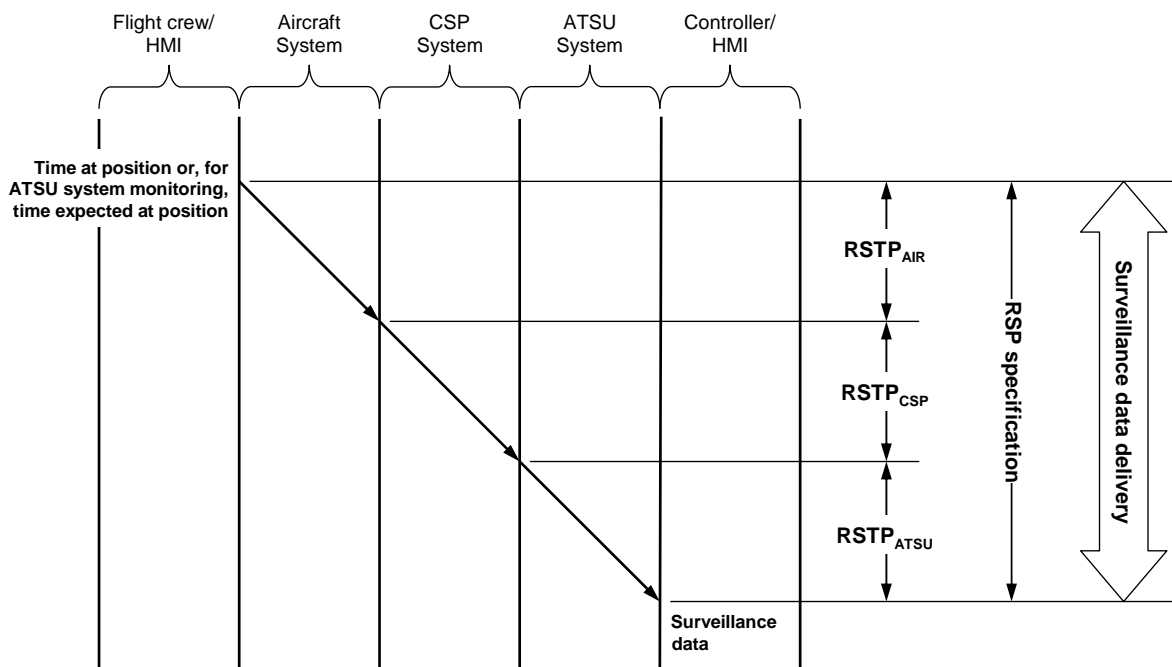 Flight crew/
HMI
Aircraft
System
CSP
System
ATSU
System
Controller/
HMI
Time at position or, for
ATSU system monitoring,
time expected at position
RSTPAIR
RSTPCSP
RSTPATSU
RSP specification
Surveillance data delivery
Surveillance
data